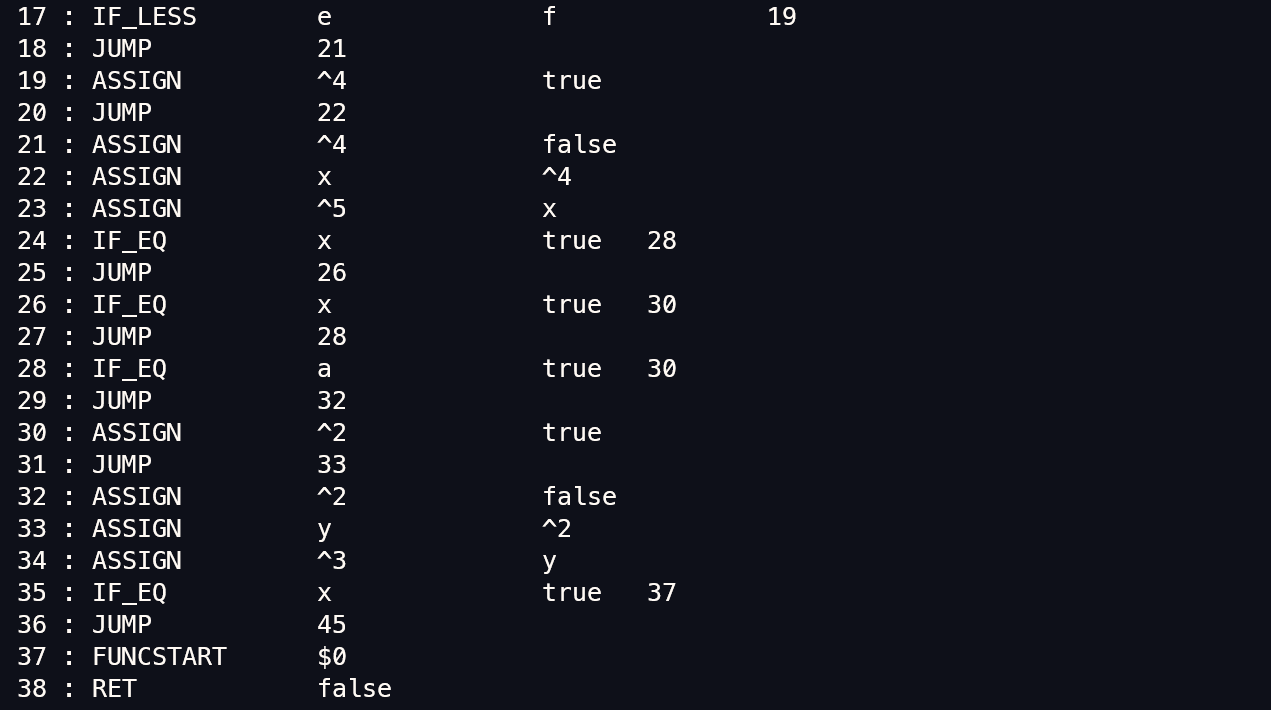 17 : IF_LESS e f 19
18 : JUMP 21
19 : ASSIGN ^4 true
20 : JUMP 22
21 : ASSIGN ^4 false
22 : ASSIGN x ^4
23 : ASSIGN ^5 x
24 : IF_EQ x true 28
25 : JUMP 26
26 : IF_EQ x true 30
27 : JUMP 28
28 : IF_EQ a true 30
29 : JUMP 32
30 : ASSIGN ^2 true
31 : JUMP 33
32 : ASSIGN ^2 false
33 : ASSIGN y ^2
34 : ASSIGN ^3 y
35 : IF_EQ x true 37
36 : JUMP 45
37 : FUNCSTART $0
38 : RET false